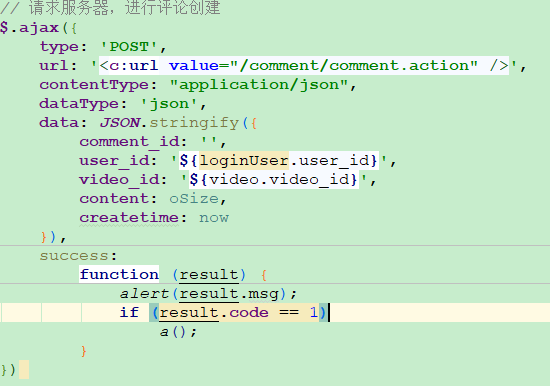 // 请求服务器，进行评论创建
$.ajax({
type: 'POST',
url: '<c:url value="/comment/comment.action" />',
contentType: "application/json",
dataType: 'json',
data: JSON.stringify({
comment_id: '',
user_id: '${loginUser.user_id}',
video_id: '${video.video_id}',
content: oSize,
createtime: now
}),
success:
function (result) {
alert(result.msg);
if (result.code == 1)
a();
}
})